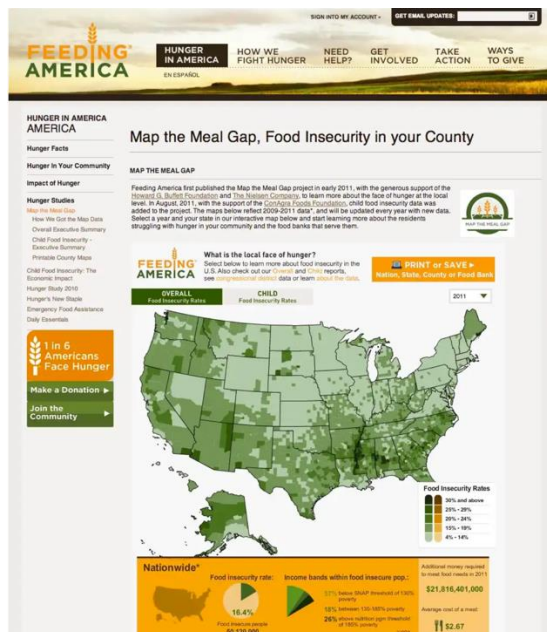 SIGN INTO MY ACCOUNT
GET EMAIL UPDATES:
FEEDING AMERICA
HUNGER IN AMERICA
HOW WE FIGHT HUNGER
NEED HELP?
GET INVOLVED
TAKE ACTION
WAYS TO GIVE
EN ESPAÑOL
HUNGER IN AMERICA
AMERICA
Hunger Facts
Hunger In Your Community
Impact of Hunger
Hunger Studies
Map the Meal Gap
How We Got the Map Data
Overall Executive Summary
Child Food Insecurity -
Executive Summary
Printable County Maps
Child Food Insecurity: The
Economic Impact
Hunger Study 2010
Hunger's New Staple
Emergency Food Assistance
Daily Essentials
1 in 6
Americans
Face Hunger
Make a Donation
Join the
Community
Map the Meal Gap, Food Insecurity in your County
MAP THE MEAL GAP
Feeding America first published the Map the Meal Gap project in early 2011, with the generous support of the
Howard G. Buffett Foundation and The Nielsen Company, to learn more about the face of hunger at the local
level. In August, 2011, with the support of the ConAgra Foods Foundation, child food insecurity data was
added to the project. The maps below reflect 2009-2011 data*, and will be updated every year with new data.
Select a year and your state in our interactive map below and start learning more about the residents
struggling with hunger in your community and the food banks that serve them.
MAP THE MEAL GAP
FEEDING
AMERICA
What is the local face of hunger?
Select below to learn more about food insecurity in the
U.S. Also check out our Overall and Child reports,
see congressional district data or learn about the data.
PRINT or SAVE
Nation, State, County or Food Bank
OVERALL
Food Insecurity Rates
CHILD
Food Insecurity Rates
2011
Food Insecurity Rates
30% and above
25% - 29%
20% - 24%
15% - 19%
4% - 14%
Nationwide*
Food insecurity rate:
16.4%
Food insecure people
Income bands within food insecure pop.:
57% below SNAP threshold of 130%
poverty
18% between 130-185% poverty
26% above nutrition pgm threshold
of 185% poverty
Additional money required
to meet food needs in 2011
$21,816,401,000
Average cost of a meal:
$2.67